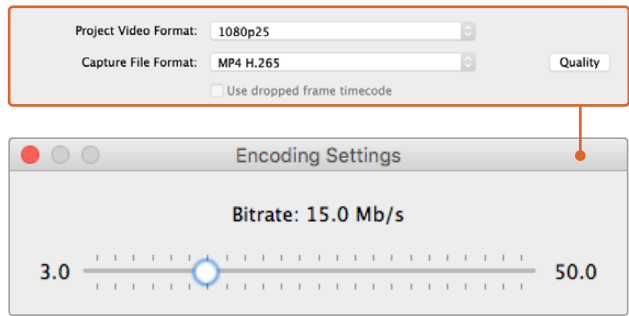 Project Video Format: 1080p25
Capture File Format: MP4 H.265 Quality
Use dropped frame timecode
Encoding Settings
Bitrate: 15.0 Mb/s
3.0 50.0